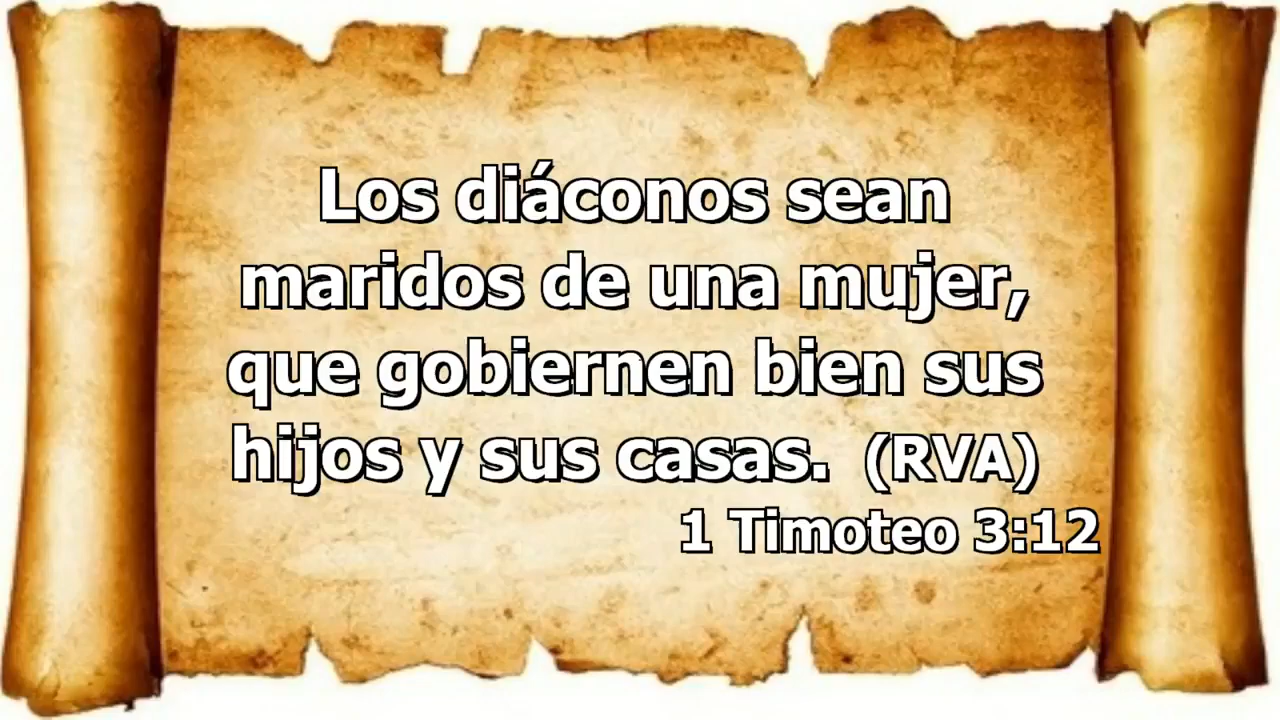 Los diáconos sean
maridos de una mujer,
que gobiernen bien sus
hijos y sus casas. (RVA)
1 Timoteo 3:12